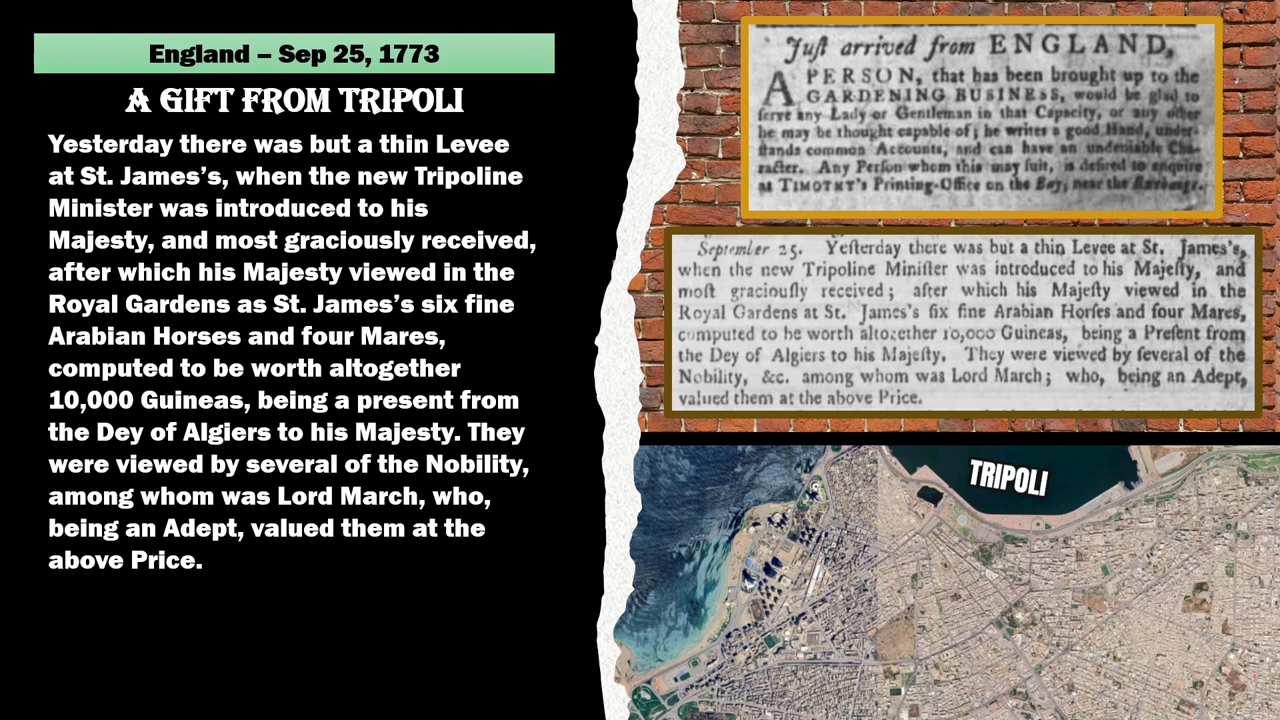 England – Sep 25, 1773
A GIFT FROM TRIPOLI
Yesterday there was but a thin Levee
at St. James's, when the new Tripoline
Minister was introduced to his
Majesty, and most graciously received,
after which his Majesty viewed in the
Royal Gardens as St. James's six fine
Arabian Horses and four Mares,
computed to be worth altogether
10,000 Guineas, being a present from
the Dey of Algiers to his Majesty. They
were viewed by several of the Nobility,
among whom was Lord March, who,
being an Adept, valued them at the
above Price.
Juſt arrived from ENGLAND,
A PERSON, that has been brought up to the
GARDENING BUSINESS, would be glad to
ſerve any Lady or Gentleman in that Capacity, or any other
he may be thought capable of; he writes a good Hand, under-
ſtands common Accounts, and can have an undeniable Cha-
racter. Any Perſon whom this may ſuit, is deſired to enquire
at TIMOTHY's Printing-Office on the Bay, near the Exchange.
September 25. Yeſterday there was but a thin Levee at St. James's,
when the new Tripoline Miniſter was introduced to his Majeſty, and
moſt graciouſly received; after which his Majeſty viewed in the
Royal Gardens at St. James's ſix fine Arabian Horſes and four Mares,
computed to be worth altogether 10,000 Guineas, being a Preſent from
the Dey of Algiers to his Majeſty. They were viewed by ſeveral of the
Nobility, &c. among whom was Lord March; who, being an Adept,
valued them at the above Price.
TRIPOLI